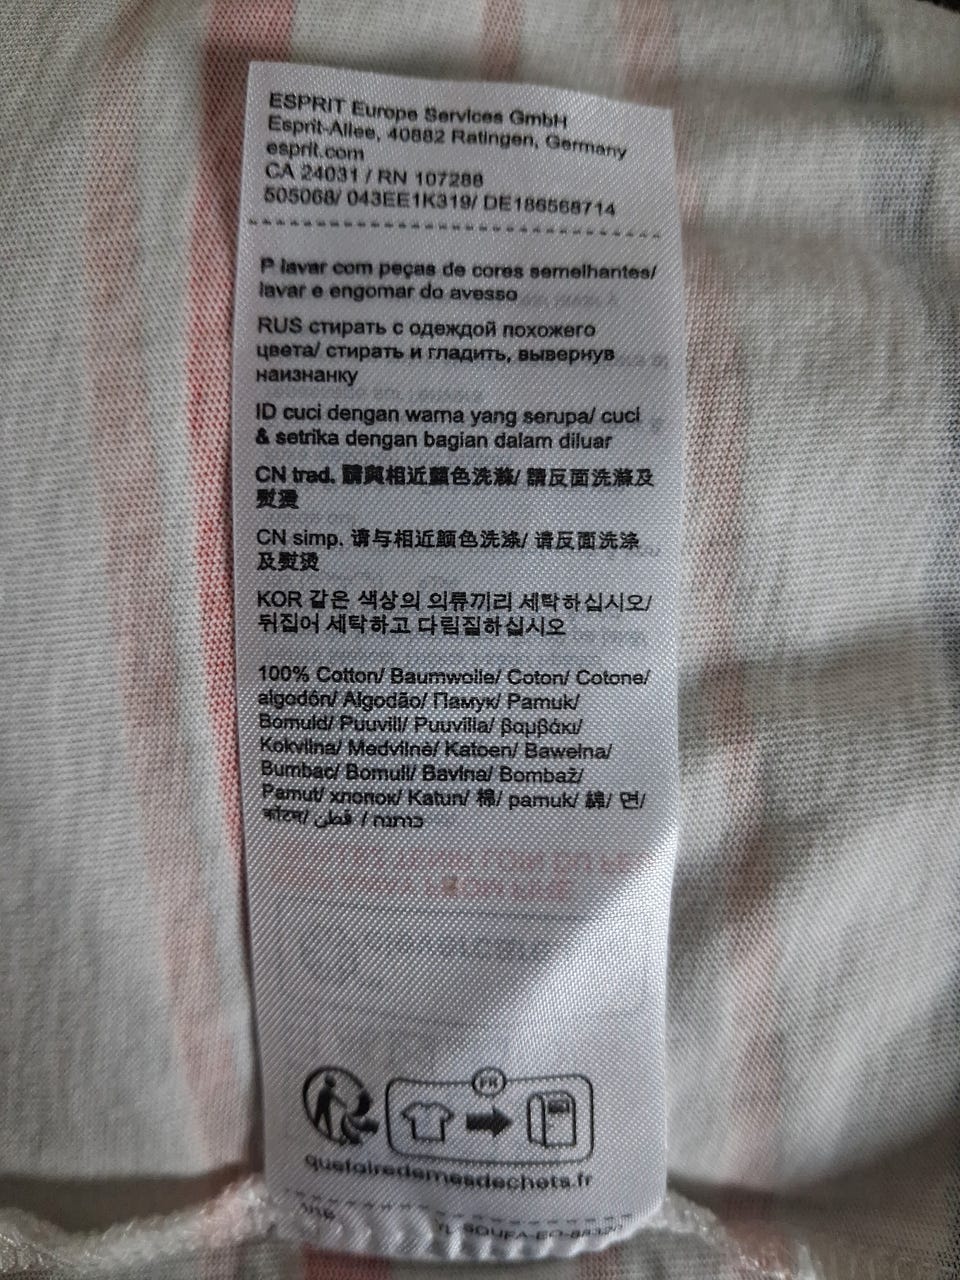 ESPRIT Europe Services GmbH
Esprit-Allee, 40882 Ratingen, Germany
esprit.com
CA 24031 / RN 107288
505068/ 043EE1K319/ DE186568714
P lavar com peças de cores semelhantes/
lavar e engomar do avesso
RUS стирать с одеждой похожего
цвета/ стирать и гладить, вывернув
наизнанку
ID cuci dengan warna yang serupa/ cuci
& setrika dengan bagian dalam diluar
CN trad. 請與相近顏色洗滌/ 請反面洗滌及
熨燙
CN simp. 请与相近颜色洗涤/ 请反面洗涤
及熨烫
KOR 같은 색상의 의류끼리 세탁하십시오/
뒤집어 세탁하고 다림질하십시오
100% Cotton/ Baumwolle/ Coton/ Cotone/
algodón/ Algodão/ Памук/ Pamuk/
Bomuld/ Puuvill/ Puuvilla/ βαμβάκι/
Kokvilna/ Medvilnė/ Katoen/ Bawełna/
Bumbac/ Bomull/ Bavlna/ Bombaž/
Pamut/ хлопок/ Katun/ 棉/ pamuk/ 綿/ 면/
कॉटन/ قطن / כותנה
FR
quefairedemesdechets.fr